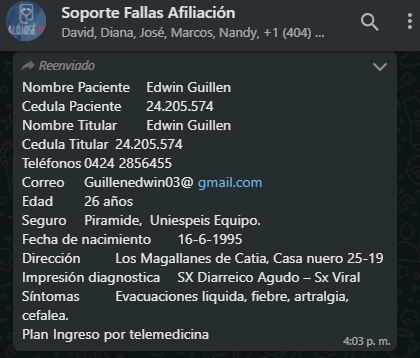 Soporte Fallas Afiliación
David, Diana, José, Marcos, Nandy, +1 (404) ...
Reenviado
Nombre Paciente Edwin Guillen
Cedula Paciente 24.205.574
Nombre Titular Edwin Guillen
Cedula Titular 24.205.574
Teléfonos 0424 2856455
Correo Guillenedwin03@ gmail.com
Edad 26 años
Seguro Piramide, Uniespeis Equipo.
Fecha de nacimiento 16-6-1995
Dirección Los Magallanes de Catia, Casa nuero 25-19
Impresión diagnostica SX Diarreico Agudo – Sx Viral
Síntomas Evacuaciones liquida, fiebre, artralgia,
cefalea.
Plan Ingreso por telemedicina
4:03 p. m.